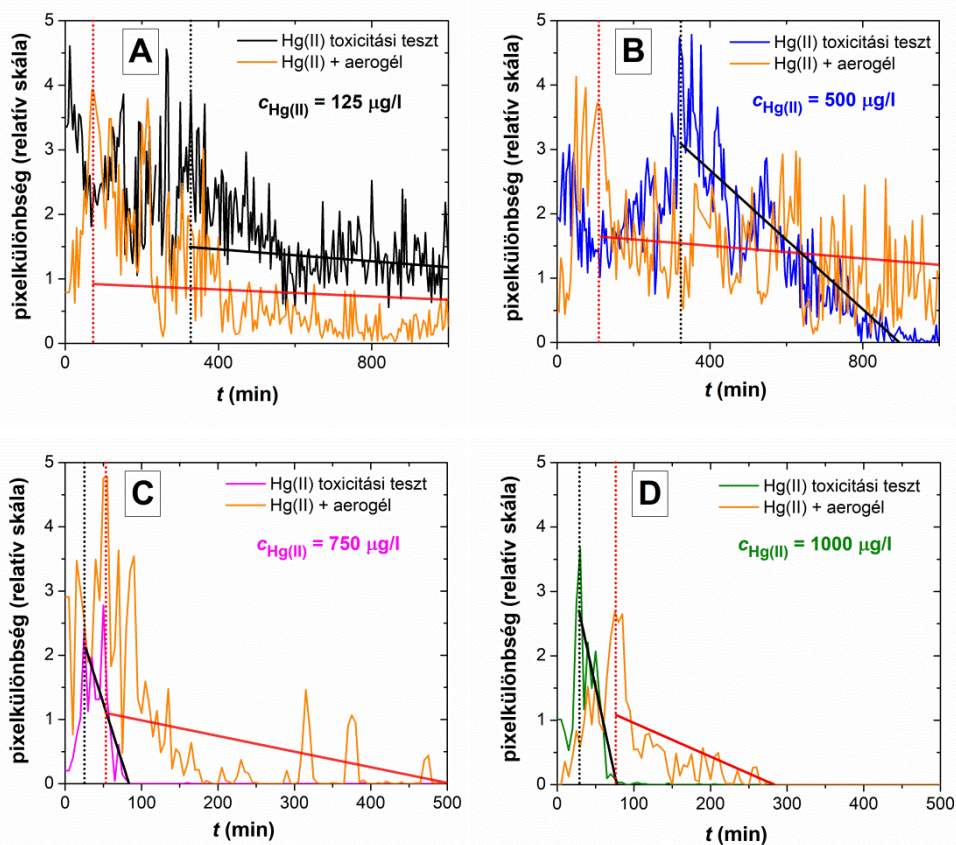 A
Hg(II) toxicitási teszt
Hg(II) + aerogél
cHg(II) = 125 μg/l
pixelkülönbség (relatív skála)
5
4
3
2
1
0
0 400 800
t (min)
B
Hg(II) toxicitási teszt
Hg(II) + aerogél
cHg(II) = 500 μg/l
pixelkülönbség (relatív skála)
5
4
3
2
1
0
0 400 800
t (min)
C
Hg(II) toxicitási teszt
Hg(II) + aerogél
cHg(II) = 750 μg/l
pixelkülönbség (relatív skála)
5
4
3
2
1
0
0 100 200 300 400 500
t (min)
D
Hg(II) toxicitási teszt
Hg(II) + aerogél
cHg(II) = 1000 μg/l
pixelkülönbség (relatív skála)
5
4
3
2
1
0
0 100 200 300 400 500
t (min)